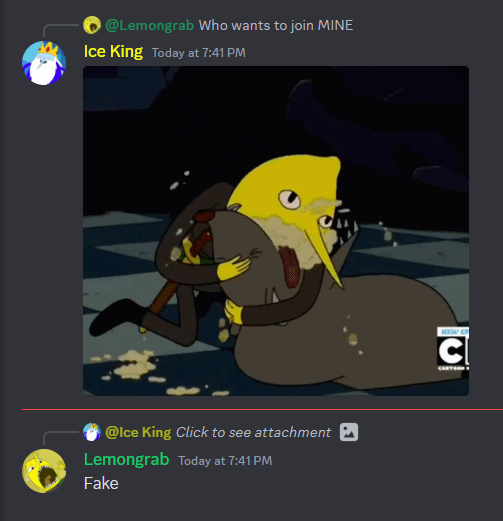 @Lemongrab Who wants to join MINE
Ice King Today at 7:41 PM
C
@Ice King Click to see attachment
Lemongrab Today at 7:41 PM
Fake